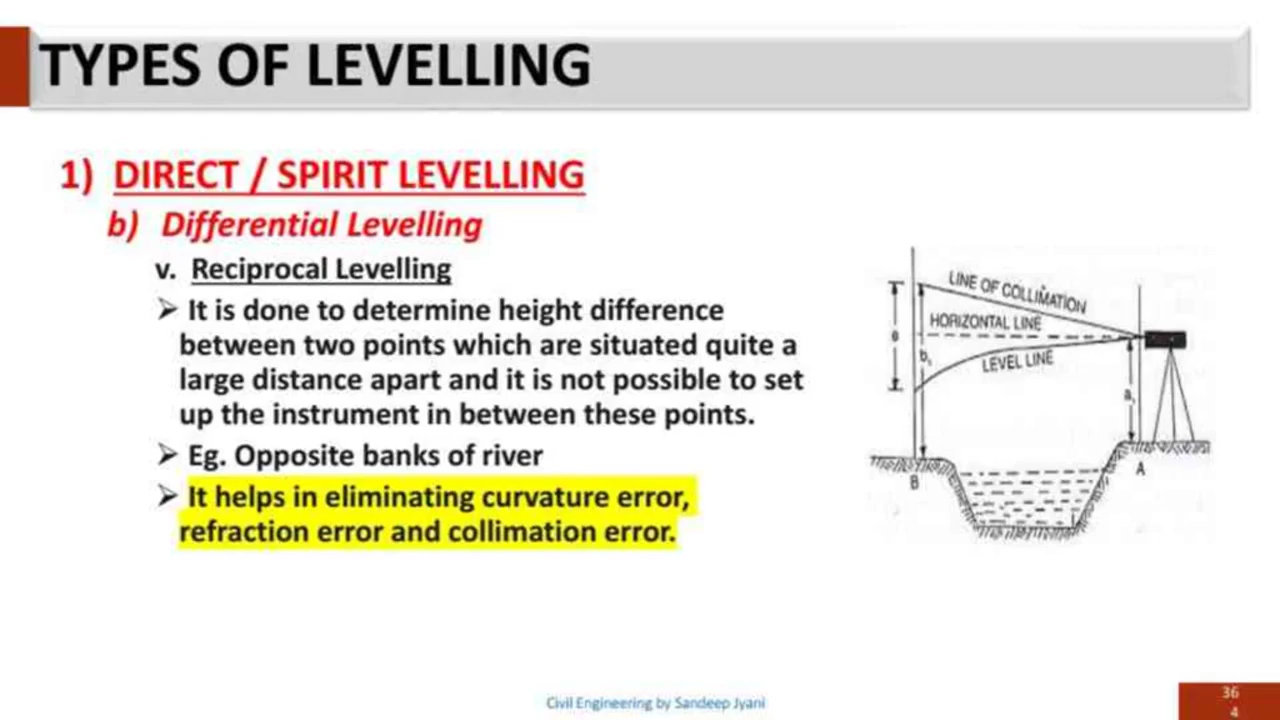 TYPES OF LEVELLING
1) DIRECT / SPIRIT LEVELLING
b) Differential Levelling
v. Reciprocal Levelling
➢ It is done to determine height difference
between two points which are situated quite a
large distance apart and it is not possible to set
up the instrument in between these points.
➢ Eg. Opposite banks of river
➢ It helps in eliminating curvature error,
refraction error and collimation error.
LINE OF COLLIMATION
HORIZONTAL LINE
LEVEL LINE
e
b₁
a₁
B
A
Civil Engineering by Sandeep Jyani
36
4